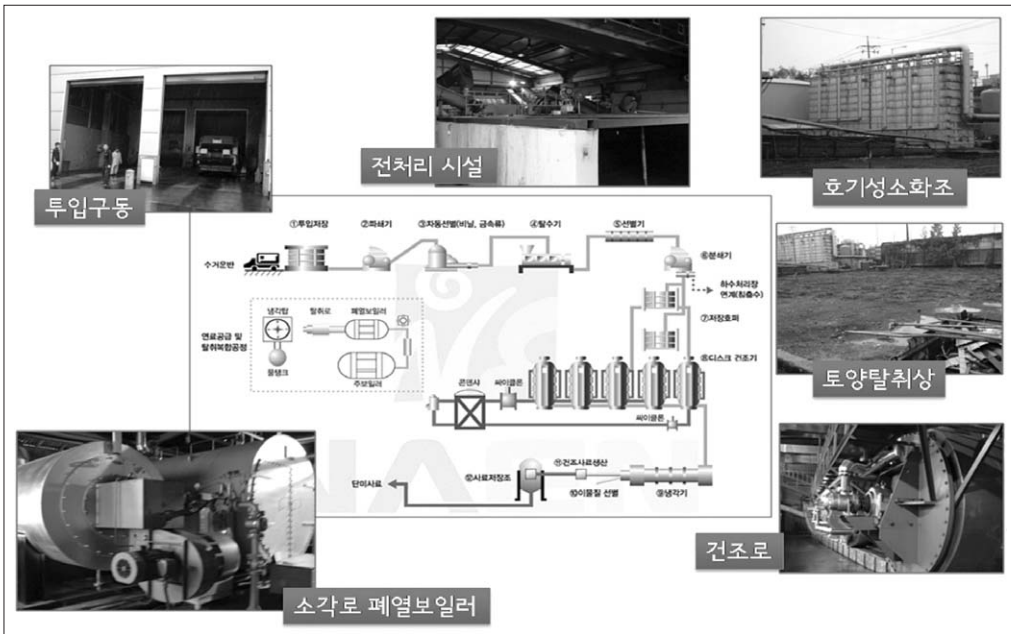 투입구동
전처리 시설
호기성소화조
①투입저장
②파쇄기
③자동선별(비닐, 금속류)
④탈수기
⑤선별기
수거운반
⑥분쇄기
하수처리장
연계(침출수)
냉각탑
탈취로
폐열보일러
연료공급 및
탈취복합공정
물탱크
주보일러
⑦저장호퍼
⑧디스크 건조기
콘덴샤
싸이클론
싸이클론
토양탈취상
⑪건조사료생산
⑫사료저장조
단미사료
⑩이물질 선별
⑨냉각기
건조로
소각로 폐열보일러